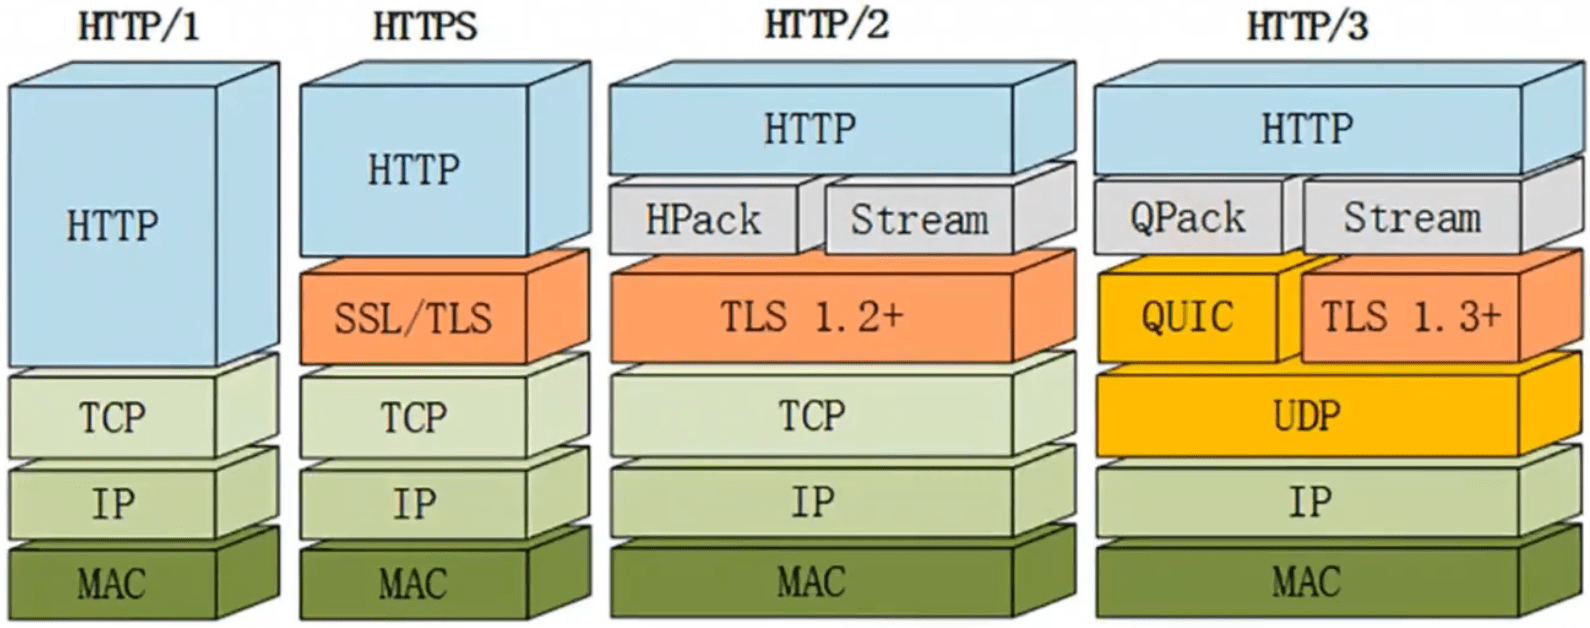 HTTP/1
HTTPS
HTTP/2
HTTP/3
HTTP
TCP
IP
MAC
HTTP
SSL/TLS
TCP
IP
MAC
HTTP
HPack
Stream
TLS 1.2+
TCP
IP
MAC
HTTP
QPack
Stream
QUIC
TLS 1.3+
UDP
IP
MAC